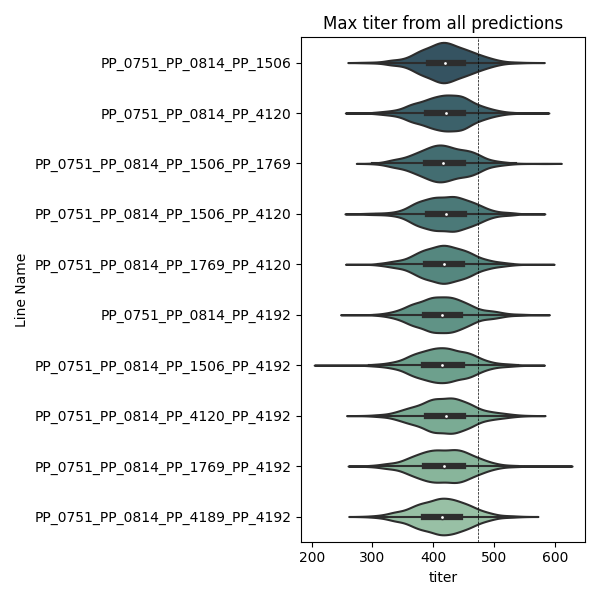 Max titer from all predictions
PP_0751_PP_0814_PP_1506
PP_0751_PP_0814_PP_4120
PP_0751_PP_0814_PP_1506_PP_1769
PP_0751_PP_0814_PP_1506_PP_4120
PP_0751_PP_0814_PP_1769_PP_4120
PP_0751_PP_0814_PP_4192
PP_0751_PP_0814_PP_1506_PP_4192
PP_0751_PP_0814_PP_4120_PP_4192
PP_0751_PP_0814_PP_1769_PP_4192
PP_0751_PP_0814_PP_4189_PP_4192
Line Name
200 300 400 500 600
titer